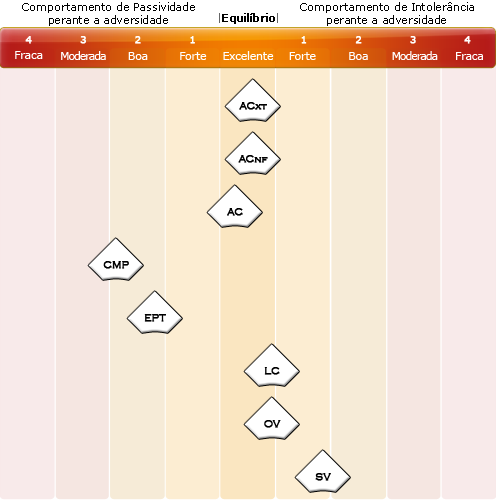 Comportamento de Passividade
perante a adversidade
|Equilíbrio|
Comportamento de Intolerância
perante a adversidade
4 3 2 1 1 2 3 4
Fraca Moderada Boa Forte Excelente Forte Boa Moderada Fraca
ACXT
ACNF
AC
CMP
EPT
LC
OV
SV